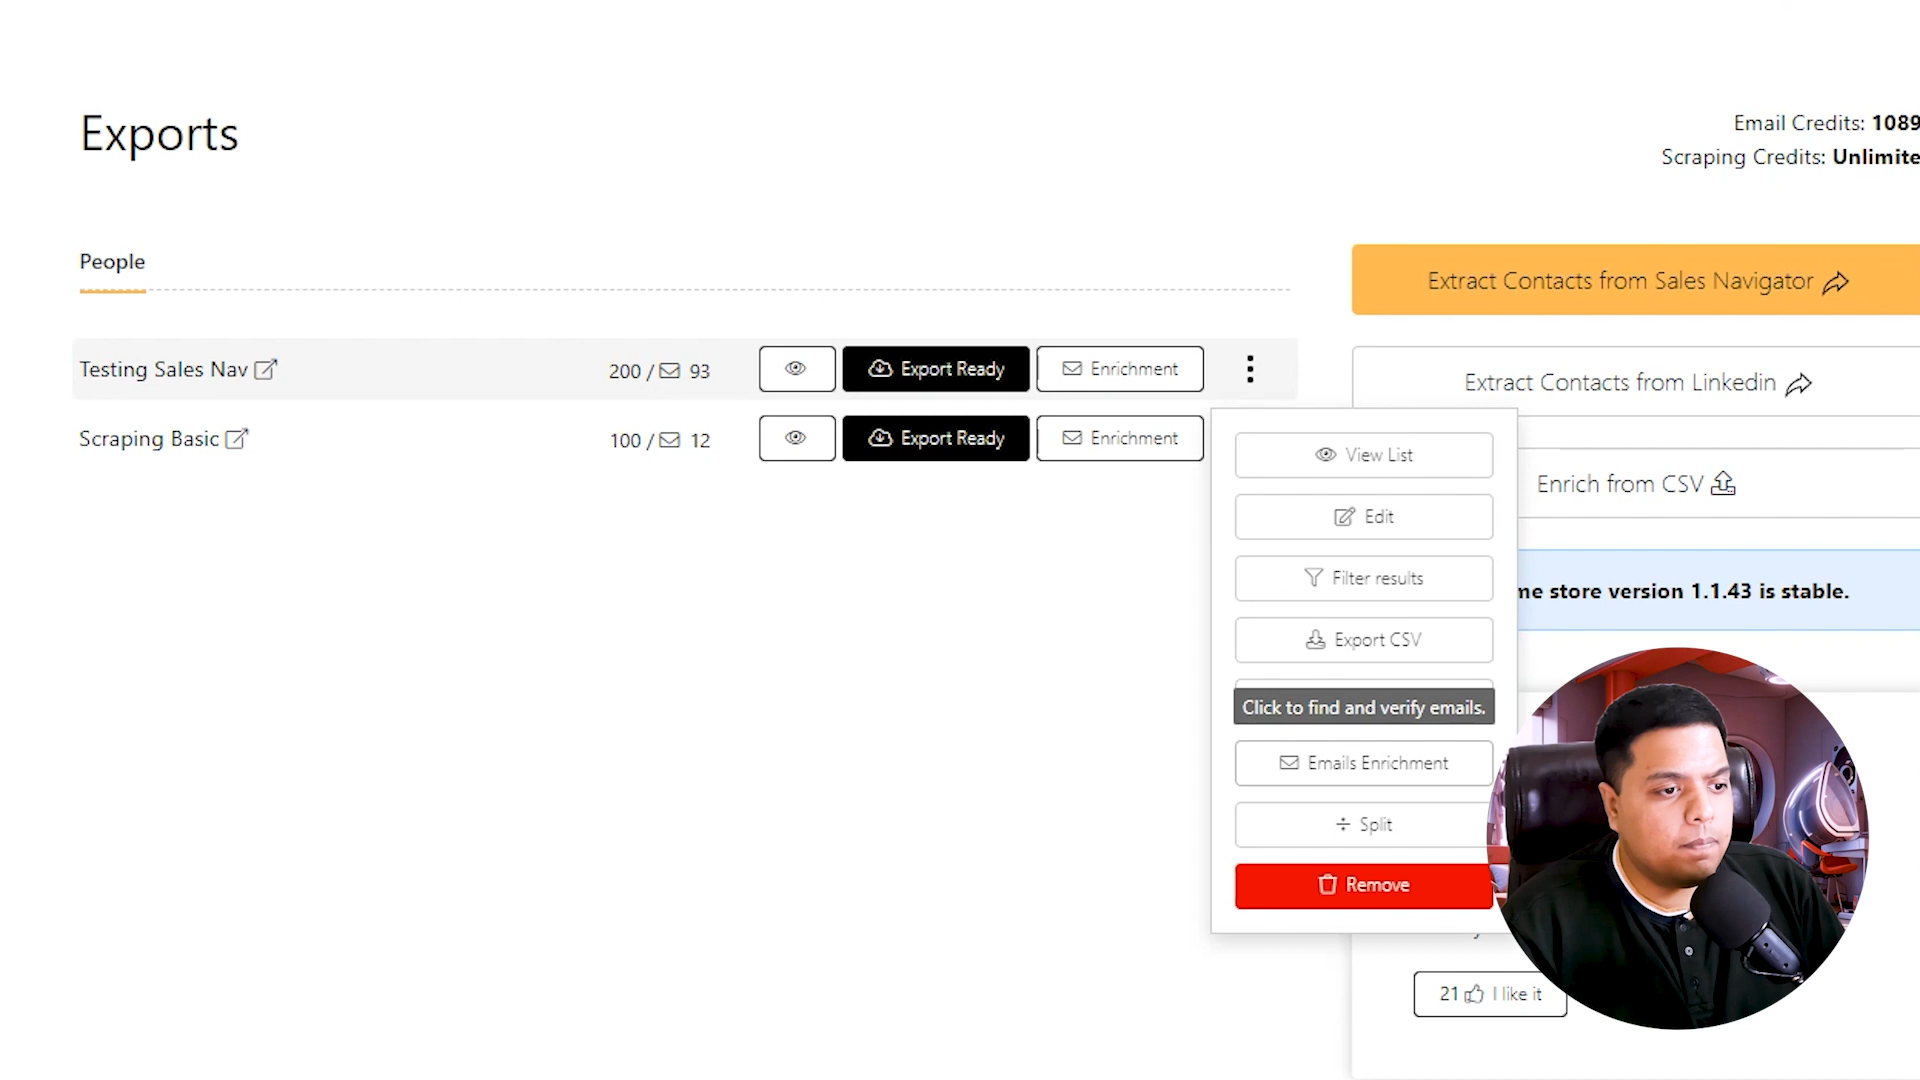 Exports
Email Credits: 1089
Scraping Credits: Unlimite
People
Extract Contacts from Sales Navigator
Testing Sales Nav 200 / 93 Export Ready Enrichment
Extract Contacts from Linkedin
Scraping Basic 100 / 12 Export Ready Enrichment
View List
Enrich from CSV
Edit
Filter results
me store version 1.1.43 is stable.
Export CSV
Click to find and verify emails.
Emails Enrichment
÷ Split
Remove
21 I like it